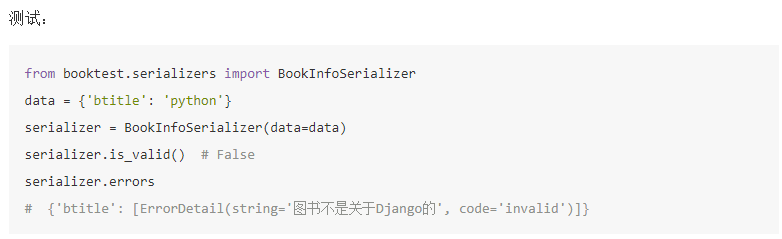 测试：
from booktest.serializers import BookInfoSerializer
data = {'btitle': 'python'}
serializer = BookInfoSerializer(data=data)
serializer.is_valid()  # False
serializer.errors
#  {'btitle': [ErrorDetail(string='图书不是关于Django的', code='invalid')]}